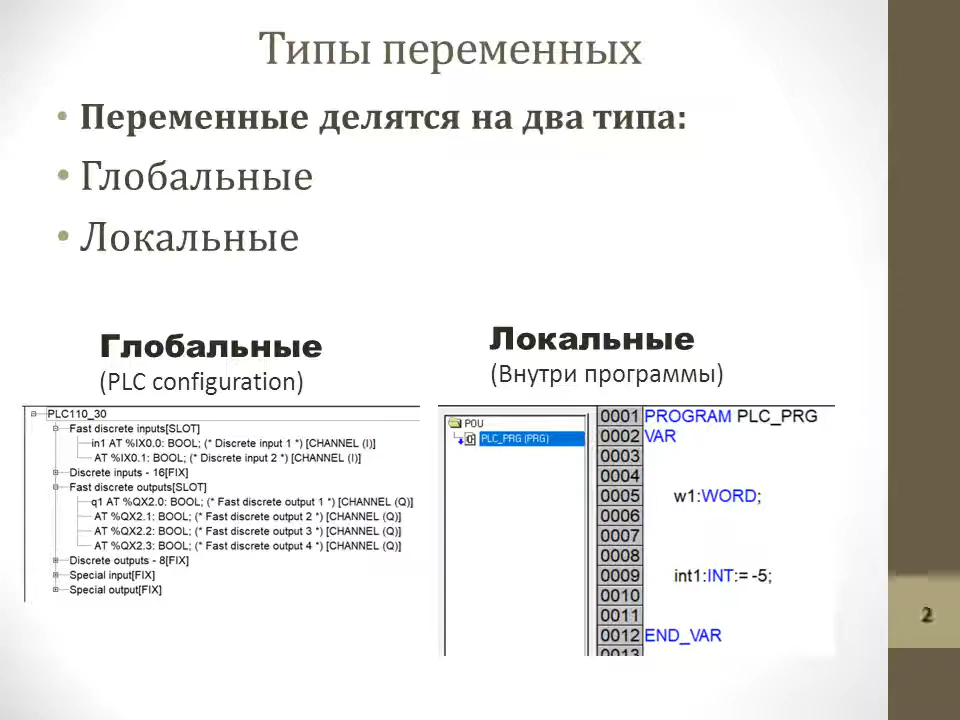 Типы переменных
• Переменные делятся на два типа:
• Глобальные
• Локальные
Глобальные
(PLC configuration)
PLC110_30
Fast discrete inputs[SLOT]
in1 AT %IX0.0: BOOL; (* Discrete input 1 *) [CHANNEL (I)]
AT %IX0.1: BOOL; (* Discrete input 2 *) [CHANNEL (I)]
Discrete inputs - 16[FIX]
Fast discrete outputs[SLOT]
q1 AT %QX2.0: BOOL; (* Fast discrete output 1 *) [CHANNEL (Q)]
AT %QX2.1: BOOL; (* Fast discrete output 2 *) [CHANNEL (Q)]
AT %QX2.2: BOOL; (* Fast discrete output 3 *) [CHANNEL (Q)]
AT %QX2.3: BOOL; (* Fast discrete output 4 *) [CHANNEL (Q)]
Discrete outputs - 8[FIX]
Special input[FIX]
Special output[FIX]
Локальные
(Внутри программы)
POU
PLC_PRG (PRG)
0001 PROGRAM PLC_PRG
0002 VAR
0003
0004
0005 w1:WORD;
0006
0007
0008
0009 int1:INT:= -5;
0010
0011
0012 END_VAR
0013
2